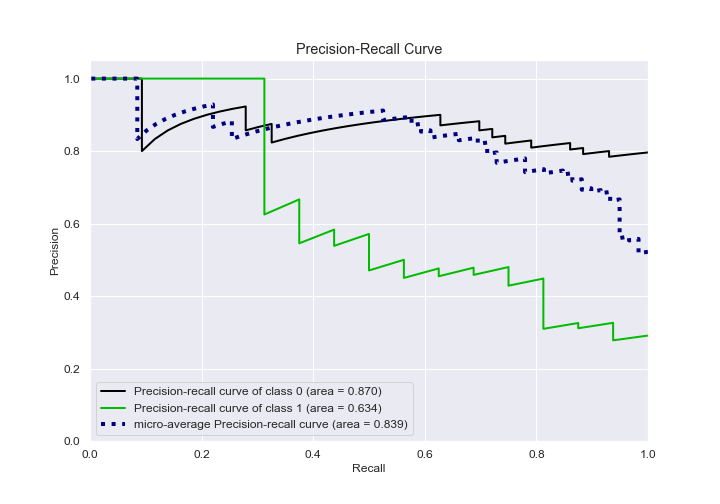 Precision-Recall Curve
Precision
1.0
0.8
0.6
0.4
0.2
0.0
Precision-recall curve of class 0 (area = 0.870)
Precision-recall curve of class 1 (area = 0.634)
micro-average Precision-recall curve (area = 0.839)
0.0 0.2 0.4 0.6 0.8 1.0
Recall